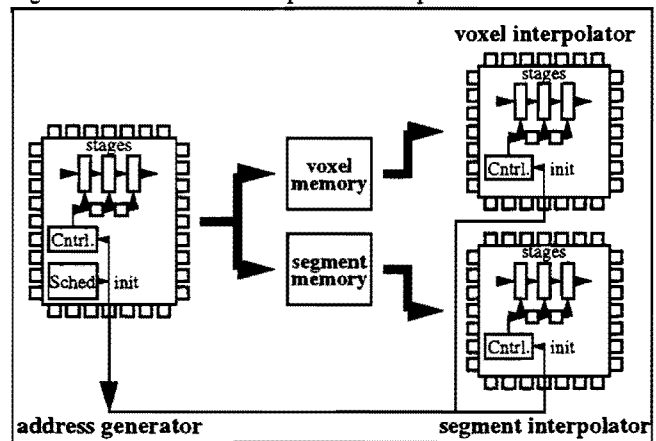 voxel interpolator
stages
Cntrl.
init
stages
Cntrl.
Sched
init
voxel
memory
segment
memory
stages
Cntrl.
init
address generator
segment interpolator